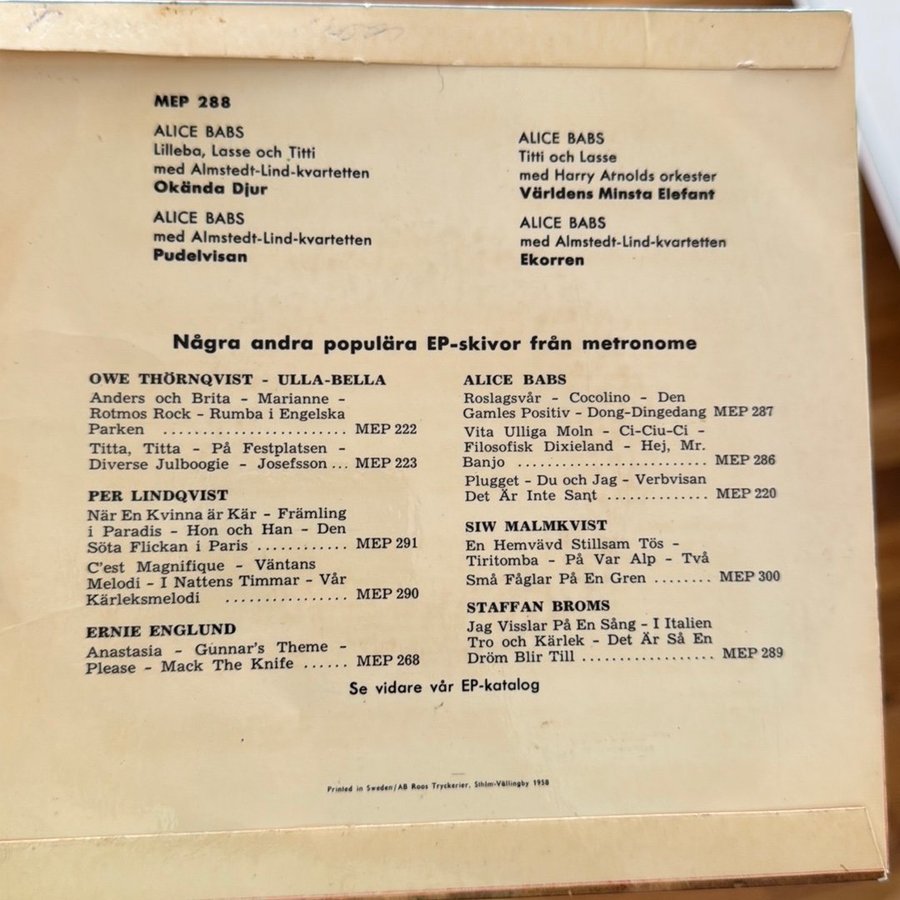 MEP 288
ALICE BABS
Lilleba, Lasse och Titti
med Almstedt-Lind-kvartetten
Okända Djur
ALICE BABS
med Almstedt-Lind-kvartetten
Pudelvisan
ALICE BABS
Titti och Lasse
med Harry Arnolds orkester
Världens Minsta Elefant
ALICE BABS
med Almstedt-Lind-kvartetten
Ekorren
Några andra populära EP-skivor från metronome
OWE THÖRNQVIST - ULLA-BELLA
Anders och Brita - Marianne -
Rotmos Rock - Rumba i Engelska
Parken ........................ MEP 222
Titta, Titta - På Festplatsen -
Diverse Julboogie - Josefsson ... MEP 223
PER LINDQVIST
När En Kvinna är Kär - Främling
i Paradis - Hon och Han - Den
Söta Flickan i Paris ............ MEP 291
C'est Magnifique - Väntans
Melodi - I Nattens Timmar - Vår
Kärleksmelodi ................ MEP 290
ERNIE ENGLUND
Anastasia - Gunnar's Theme -
Please - Mack The Knife ...... MEP 268
ALICE BABS
Roslagsvår - Cocolino - Den
Gamles Positiv - Dong-Dingedang MEP 287
Vita Ulliga Moln - Ci-Ciu-Ci -
Filosofisk Dixieland - Hej, Mr.
Banjo ......................... MEP 286
Plugget - Du och Jag - Verbvisan
Det Är Inte Sant .............. MEP 220
SIW MALMKVIST
En Hemvävd Stillsam Tös -
Tiritomba - På Var Alp - Två
Små Fåglar På En Gren ........ MEP 300
STAFFAN BROMS
Jag Visslar På En Sång - I Italien
Tro och Kärlek - Det Är Så En
Dröm Blir Till .................. MEP 289
Se vidare vår EP-katalog
Printed in Sweden/AB Roos Tryckerier, Sthlm-Vällingby 1958